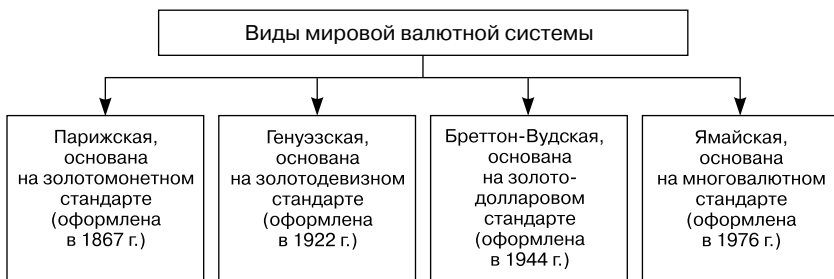 Виды мировой валютной системы
Парижская,
основана
на золотомонетном
стандарте
(оформлена
в 1867 г.)
Генуэзская,
основана
на золотодевизном
стандарте
(оформлена
в 1922 г.)
Бреттон-Вудская,
основана
на золото-
долларовом
стандарте
(оформлена
в 1944 г.)
Ямайская,
основана
на многовалютном
стандарте
(оформлена
в 1976 г.)